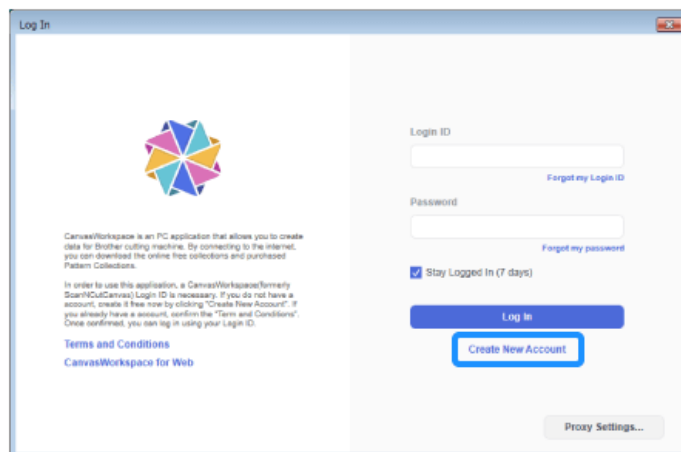 Log In
CanvasWorkspace is an PC application that allows you to create
data for Brother cutting machine. By connecting to the internet,
you can download the online free collections and purchased
Pattern Collections.
In order to use this application, a CanvasWorkspace(formerly
ScanNCutCanvas) Login ID is necessary. If you do not have a
account, create it free now by clicking "Create New Account". If
you already have a account, confirm the "Term and Conditions".
Once confirmed, you can log in using your Login ID.
Terms and Conditions
CanvasWorkspace for Web
Login ID
Forgot my Login ID
Password
Forgot my password
Stay Logged In (7 days)
Log In
Create New Account
Proxy Settings...